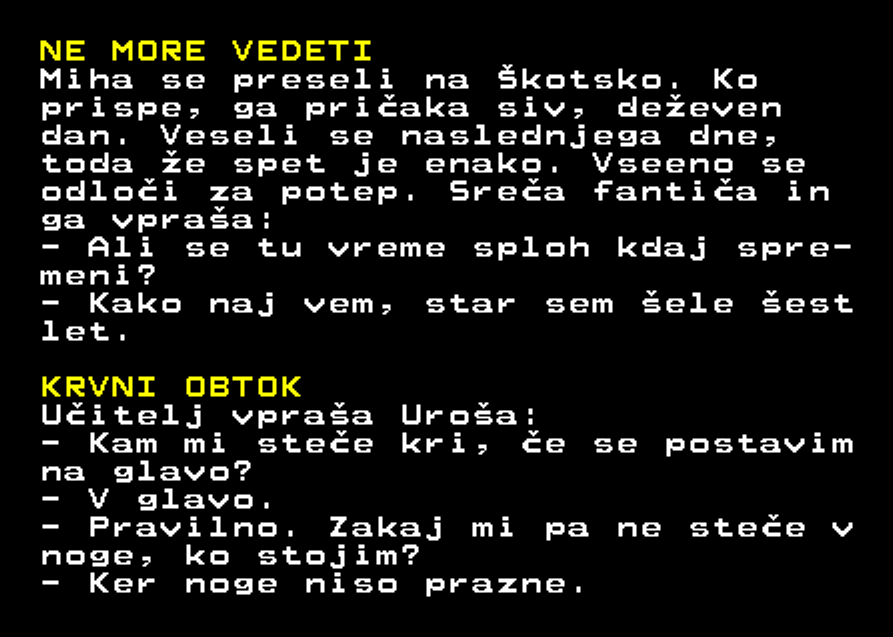 NE MORE VEDETI
Miha se preseli na Škotsko. Ko
prispe, ga pričaka siv, deževen
dan. Veseli se naslednjega dne,
toda že spet je enako. Vseeno se
odloči za potep. Sreča fantiča in
ga vpraša:
- Ali se tu vreme sploh kdaj spre-
meni?
- Kako naj vem, star sem šele šest
let.
KRVNI OBTOK
Učitelj vpraša Uroša:
- Kam mi steče kri, če se postavim
na glavo?
- V glavo.
- Pravilno. Zakaj mi pa ne steče v
noge, ko stojim?
- Ker noge niso prazne.